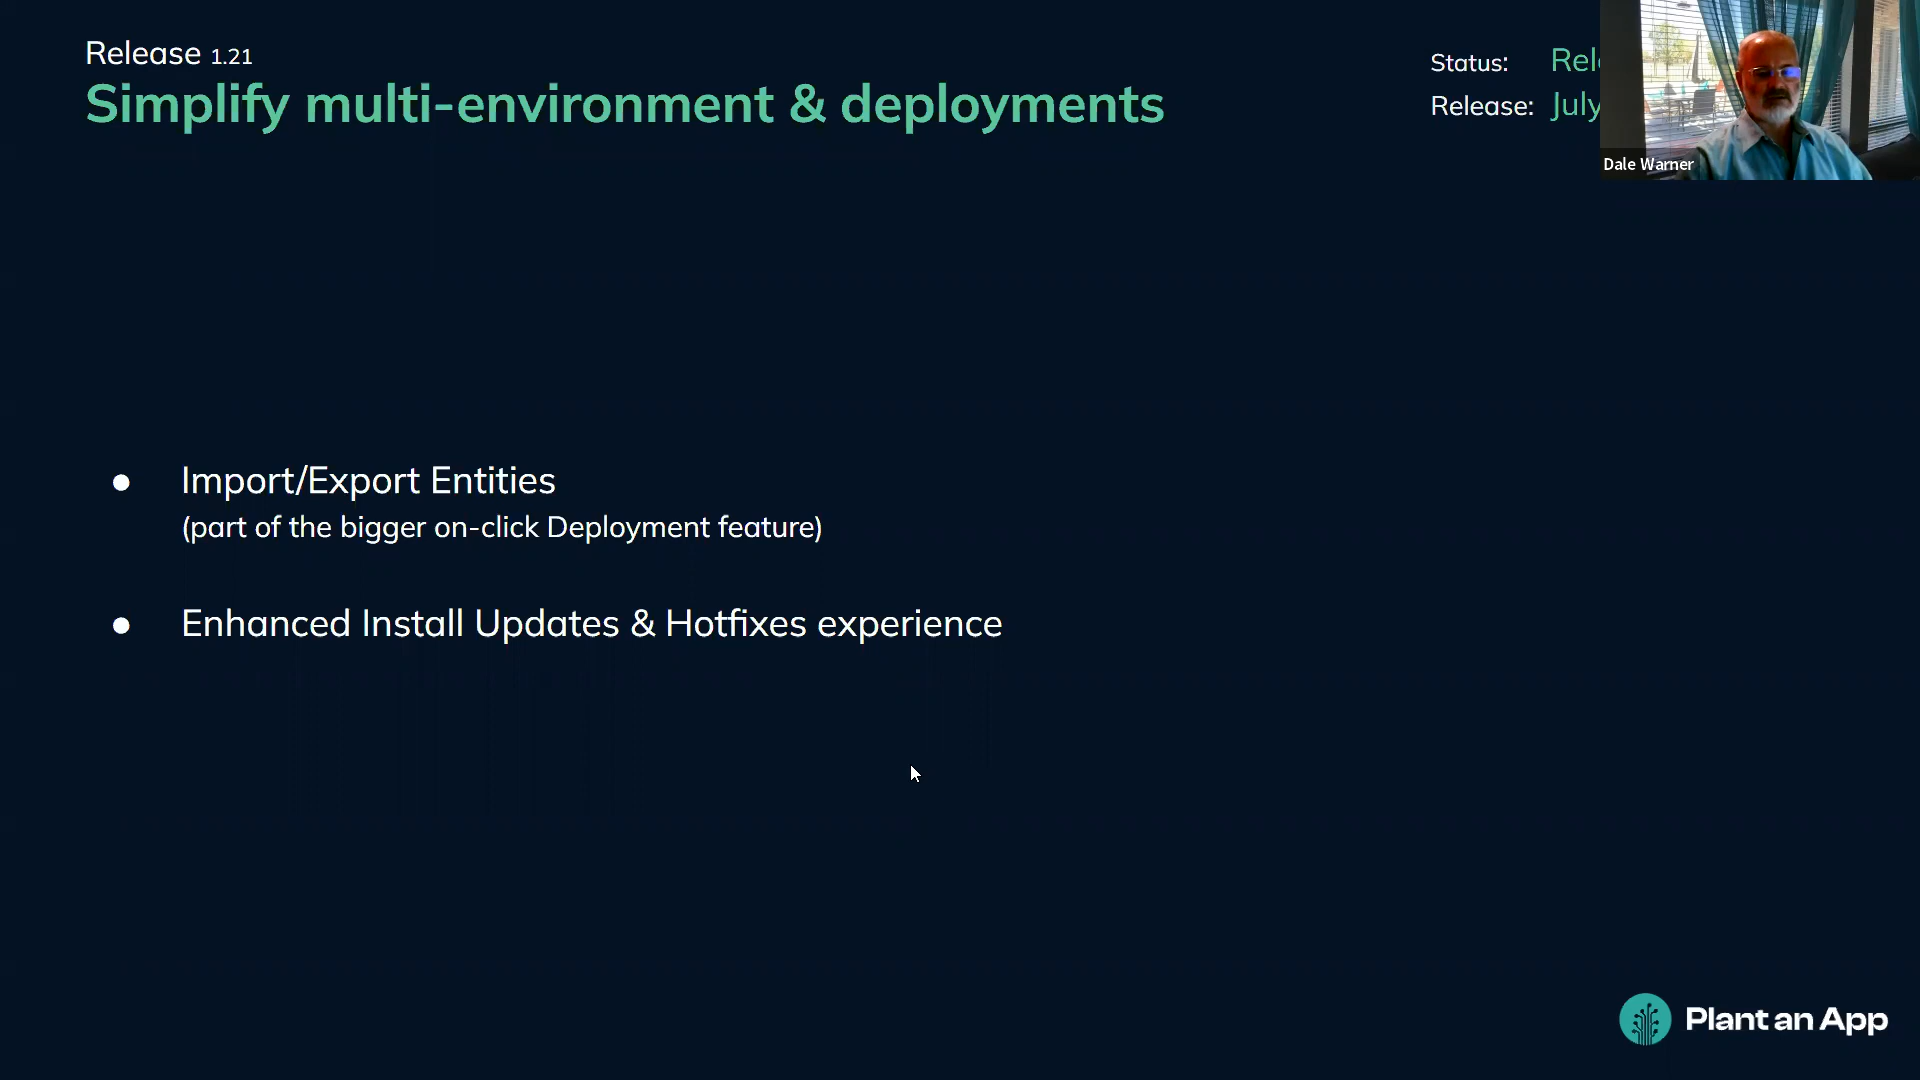 Release 1.21
Simplify multi-environment & deployments
Status:
Release: July
Dale Warner
● Import/Export Entities
(part of the bigger on-click Deployment feature)
● Enhanced Install Updates & Hotfixes experience
Plant an App